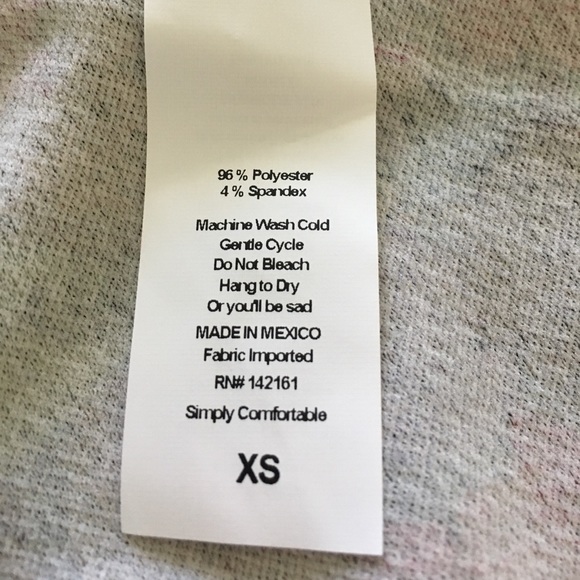 96 % Polyester
4 % Spandex
Machine Wash Cold
Gentle Cycle
Do Not Bleach
Hang to Dry
Or you'll be sad
MADE IN MEXICO
Fabric Imported
RN# 142161
Simply Comfortable
XS